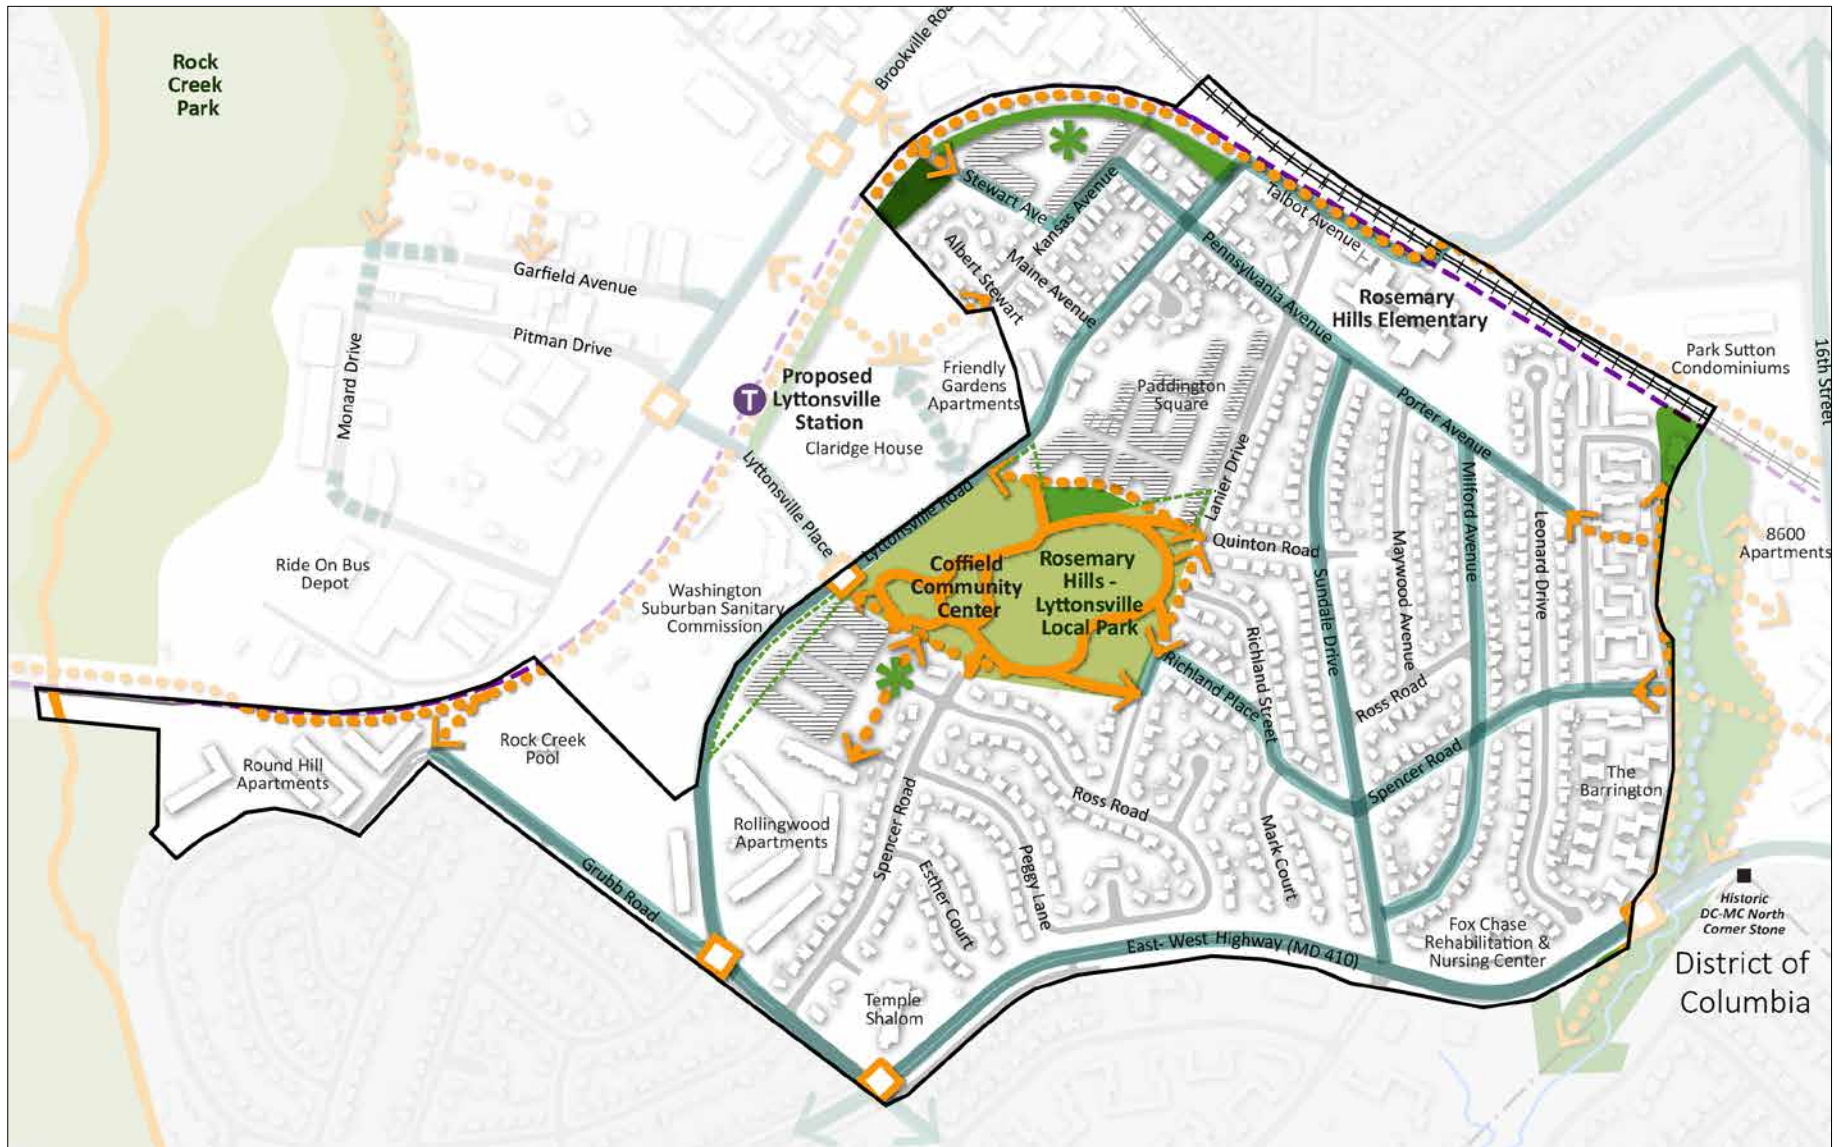 Rock
Creek
Park
Brookville Roa
Stewart Ave
Kansas Avenue
Talbot Avenue
Albert Stewart
Maine Avenue
Pennsylvania Avenue
Garfield Avenue
Rosemary
Hills Elementary
Pitman Drive
Monard Drive
16th Street
Park Sutton
Condominiums
T
Proposed
Lyttonsville
Station
Friendly
Gardens
Apartments
Paddington
Square
Porter Avenue
Claridge House
Lanier Drive
Lyttonsville Place
Lyttonsville Road
Milford Avenue
Leonard Drive
8600
Apartments
Quinton Road
Maywood Avenue
Ride On Bus
Depot
Washington
Suburban Sanitary
Commission
Coffield
Community
Center
Rosemary
Hills -
Lyttonsville
Local Park
Sundale Drive
Richland Street
Richland Place
Ross Road
Rock Creek
Pool
Round Hill
Apartments
Spencer Road
The
Barrington
Rollingwood
Apartments
Spencer Road
Ross Road
Mark Court
Peggy Lane
Esther Court
Grubb Road
Historic
DC-MC North
Corner Stone
East-West Highway (MD 410)
Fox Chase
Rehabilitation &
Nursing Center
District of
Columbia
Temple
Shalom